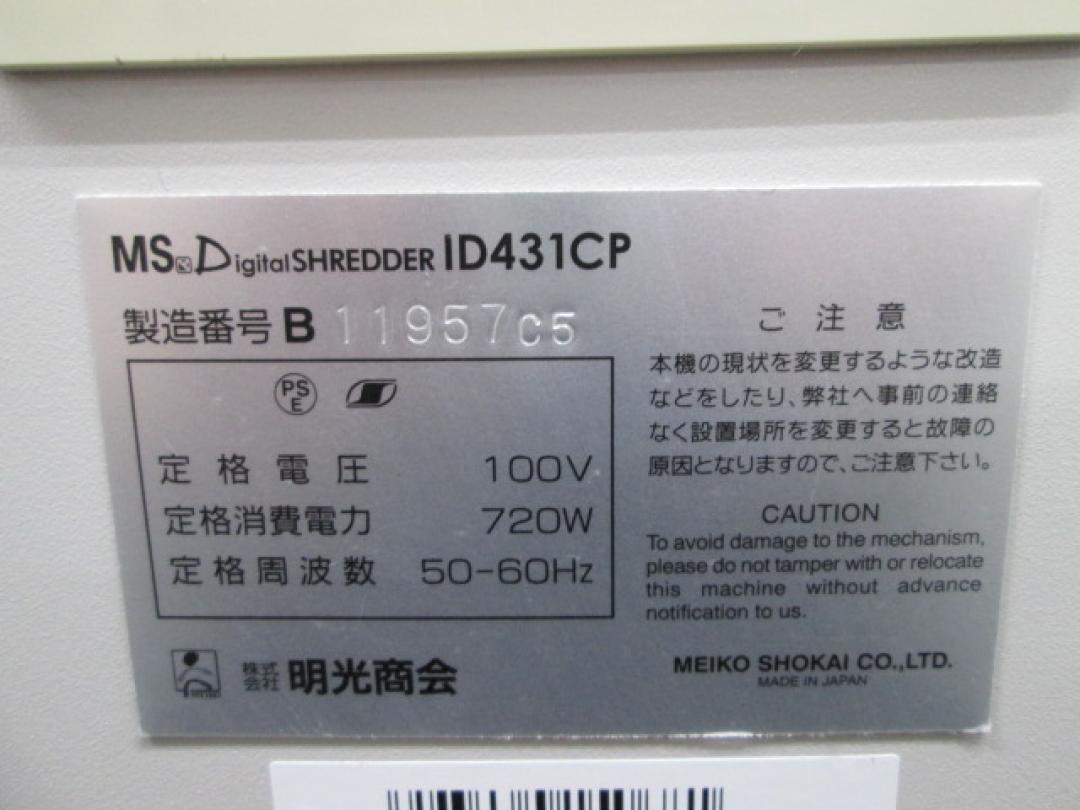 MS DigitalSHREDDER ID431CP
製造番号 B 11957C5
PSE
定格電圧 100V
定格消費電力 720W
定格周波数 50-60Hz
株式会社 明光商会
ご注意
本機の現状を変更するような改造
などをしたり、弊社へ事前の連絡
なく設置場所を変更すると故障の
原因となりますので、ご注意下さい。
CAUTION
To avoid damage to the mechanism,
please do not tamper with or relocate
this machine without advance
notification to us.
MEIKO SHOKAI CO.,LTD.
MADE IN JAPAN